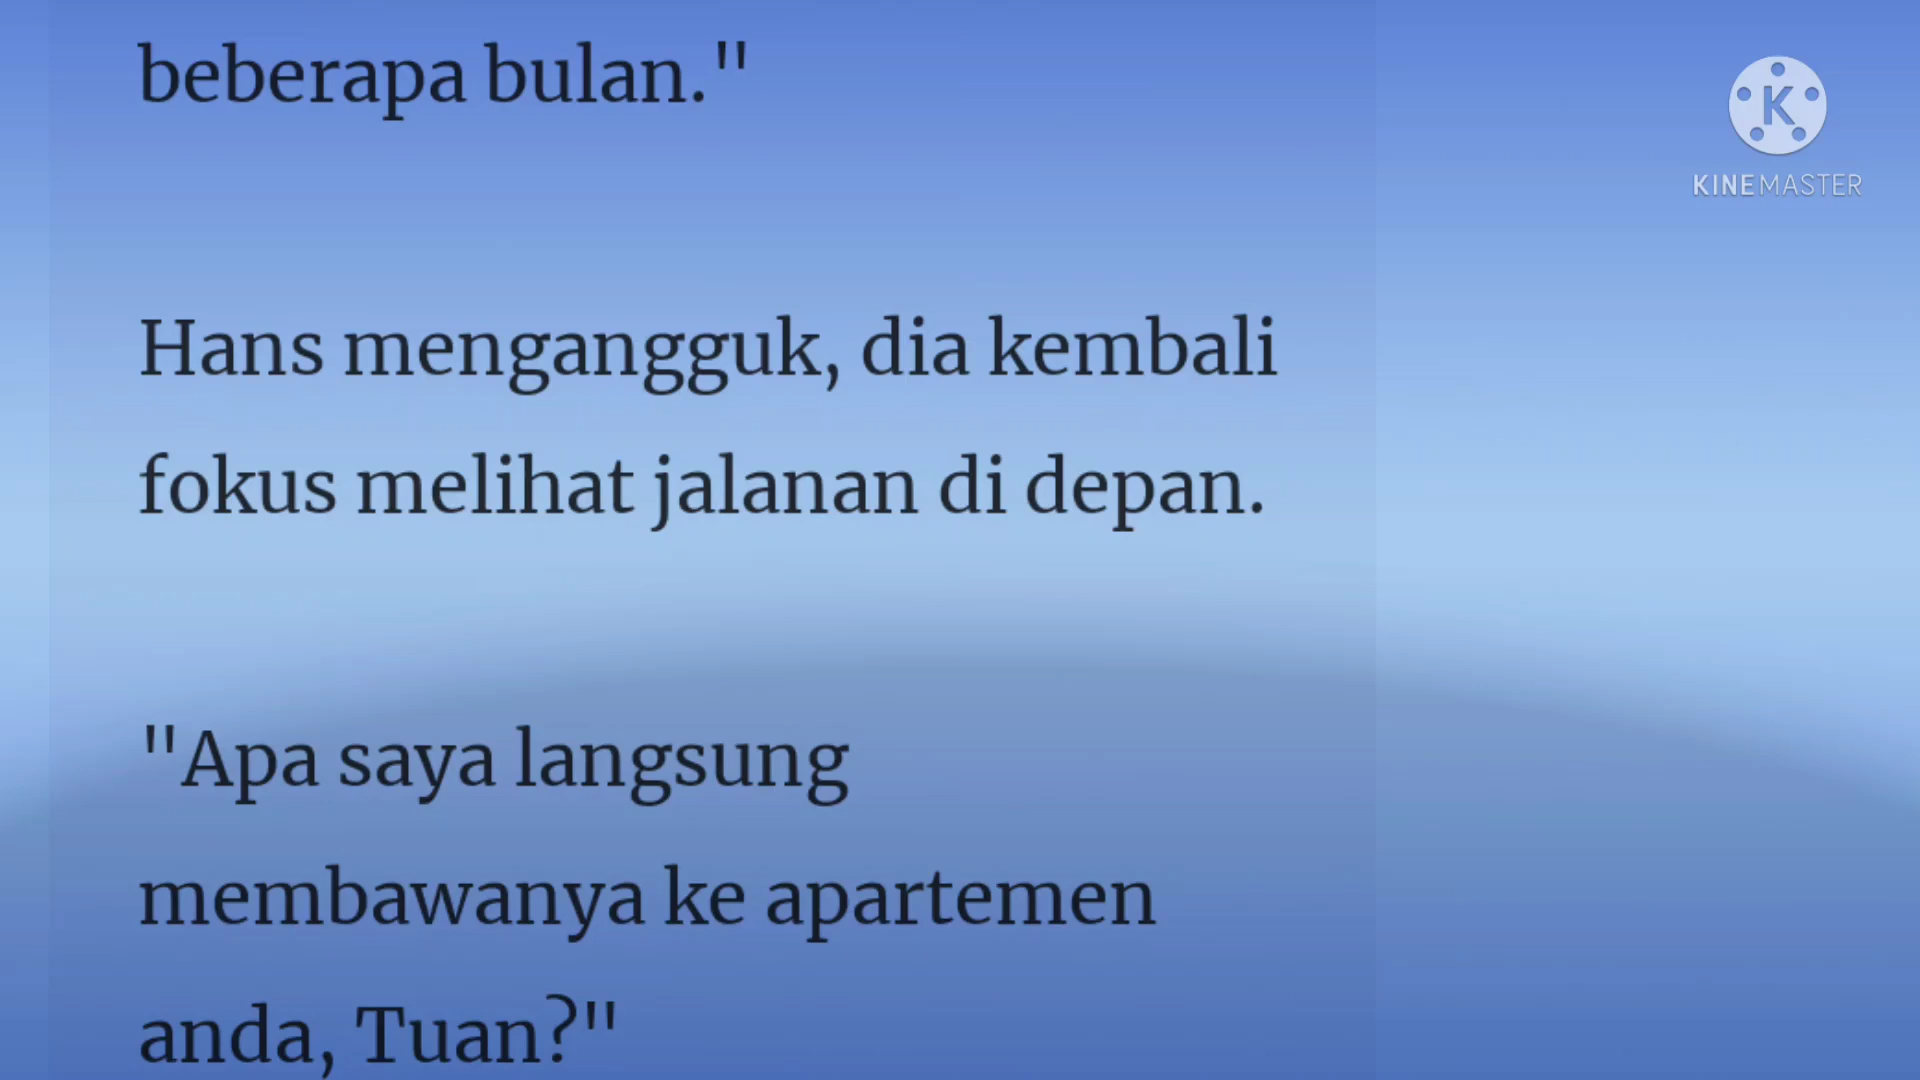 beberapa bulan."
K
KINEMASTER
Hans mengangguk, dia kembali
fokus melihat jalanan di depan.
"Apa saya langsung
membawanya ke apartemen
anda, Tuan?"